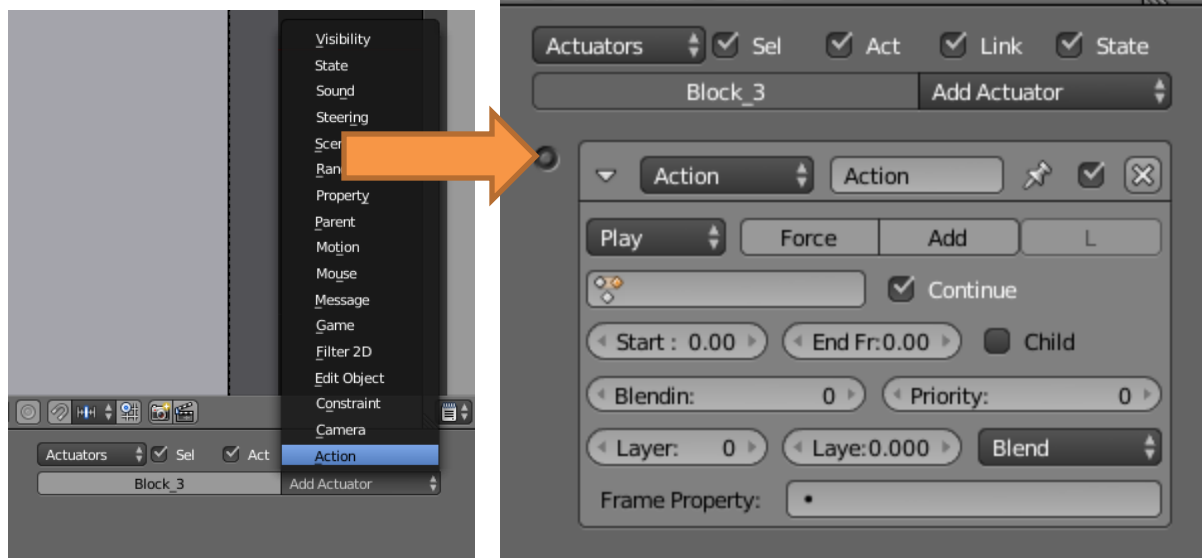 Visibility
State
Sound
Steering
Scen
Ran
Property
Parent
Motion
Mouse
Message
Game
Filter 2D
Edit Object
Constraint
Camera
Action
Actuators Sel Act
Block_3 Add Actuator
Actuators Sel Act Link State
Block_3 Add Actuator
Action Action
Play Force Add L
Continue
Start : 0.00 End Fr:0.00 Child
Blendin: 0 Priority: 0
Layer: 0 Laye:0.000 Blend
Frame Property: